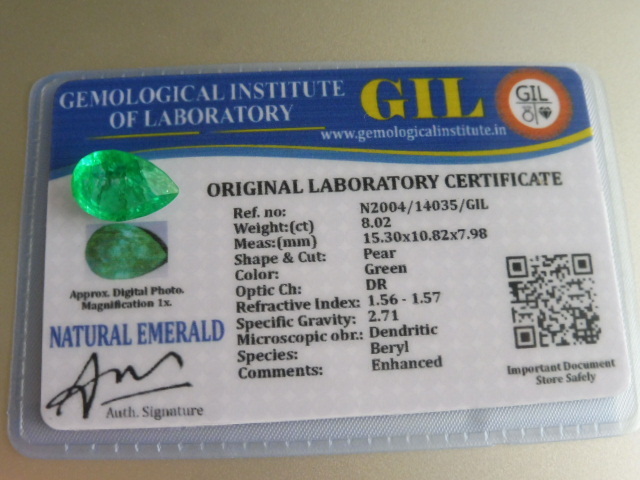 GEMOLOGICAL INSTITUTE
OF LABORATORY
GIL
GIL
www.gemologicalinstitute.in
ORIGINAL LABORATORY CERTIFICATE
Ref. no: N2004/14035/GIL
Weight:(ct) 8.02
Meas:(mm) 15.30x10.82x7.98
Shape & Cut: Pear
Color: Green
Optic Ch: DR
Refractive Index: 1.56 - 1.57
Specific Gravity: 2.71
Microscopic obr.: Dendritic
Species: Beryl
Comments: Enhanced
Approx. Digital Photo.
Magnification 1x.
NATURAL EMERALD
Auth. Signature
Important Document
Store Safely